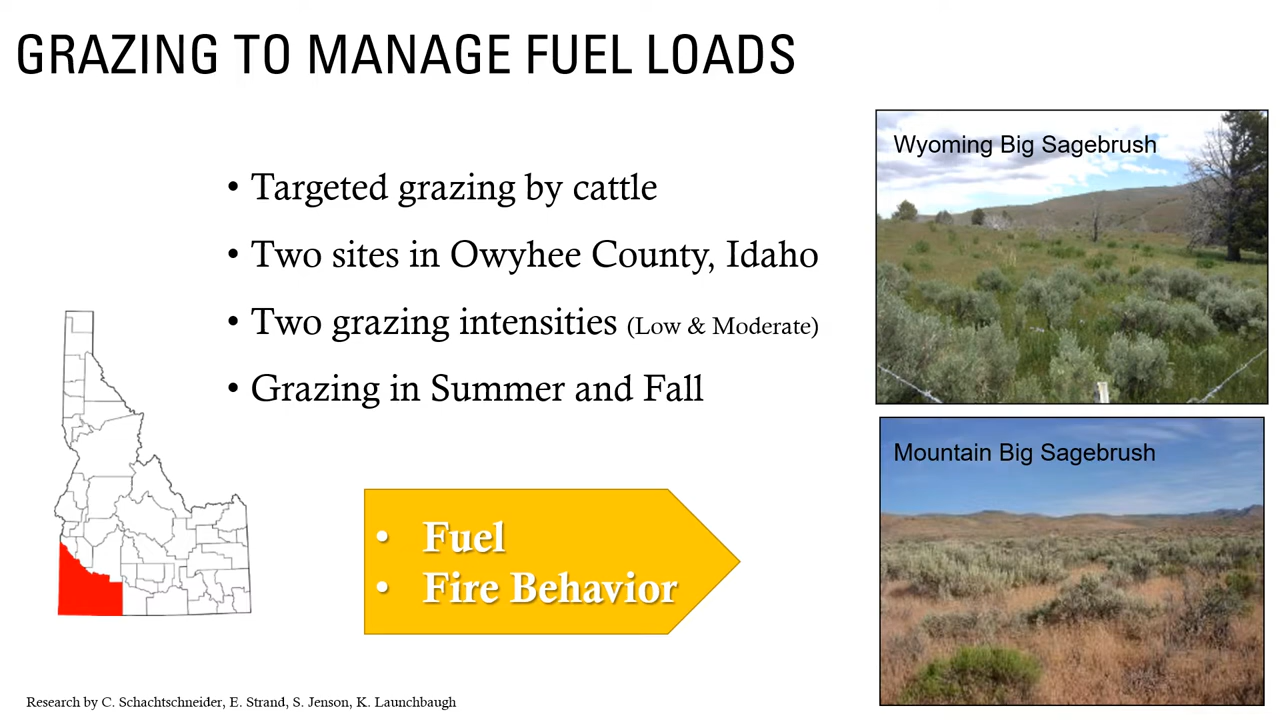 GRAZING TO MANAGE FUEL LOADS
• Targeted grazing by cattle
• Two sites in Owyhee County, Idaho
• Two grazing intensities (Low & Moderate)
• Grazing in Summer and Fall
• Fuel
• Fire Behavior
Wyoming Big Sagebrush
Mountain Big Sagebrush
Research by C. Schachtschneider, E. Strand, S. Jenson, K. Launchbaugh